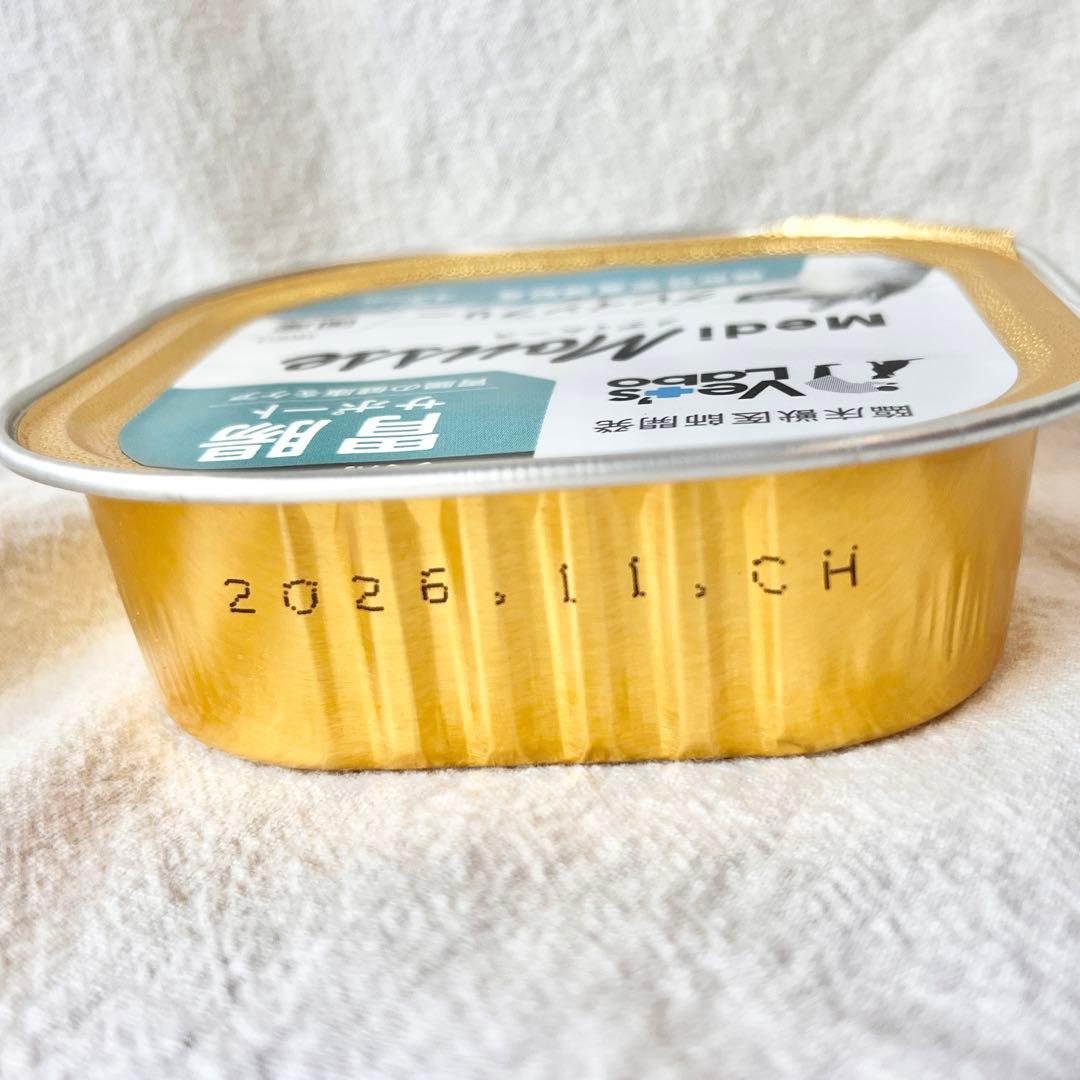 臨床獣医師開発
Vet's Labo
Medi Mousse
胃腸
サポート
胃腸の健康をケア
2026.11.CH